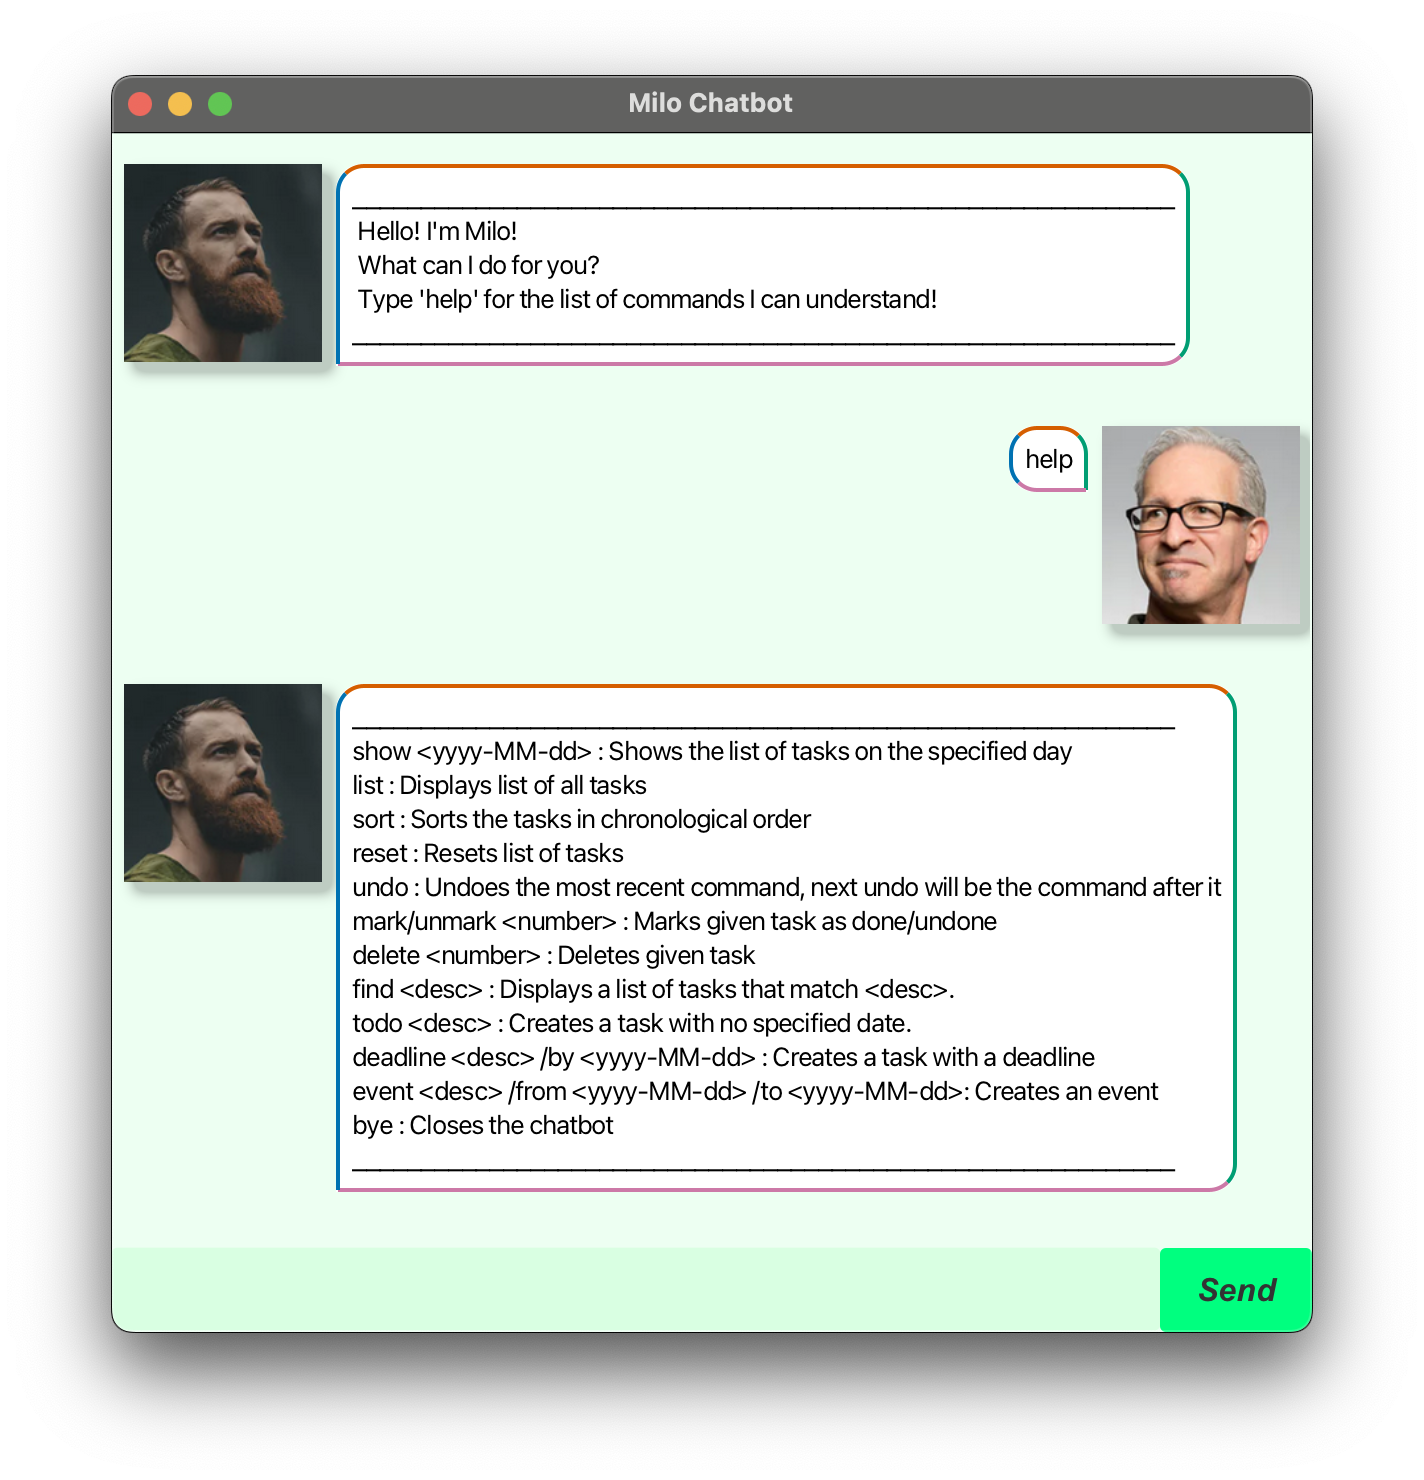 Milo Chatbot
Hello! I'm Milo!
What can I do for you?
Type 'help' for the list of commands I can understand!
help
show <yyyy-MM-dd> : Shows the list of tasks on the specified day
list : Displays list of all tasks
sort : Sorts the tasks in chronological order
reset : Resets list of tasks
undo : Undoes the most recent command, next undo will be the command after it
mark/unmark <number> : Marks given task as done/undone
delete <number> : Deletes given task
find <desc> : Displays a list of tasks that match <desc>.
todo <desc> : Creates a task with no specified date.
deadline <desc> /by <yyyy-MM-dd> : Creates a task with a deadline
event <desc> /from <yyyy-MM-dd> /to <yyyy-MM-dd>: Creates an event
bye : Closes the chatbot
Send